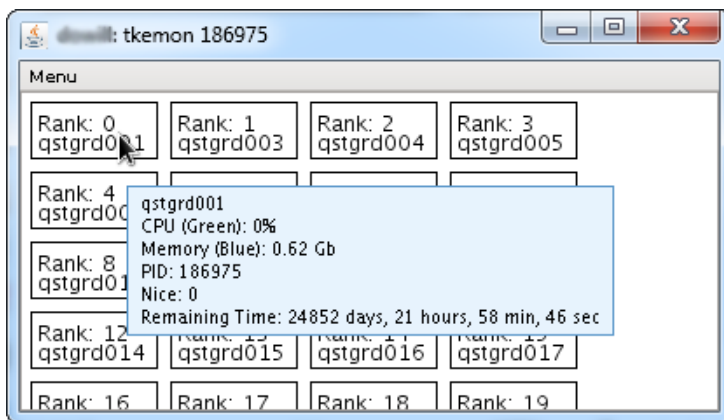 : tkemon 186975
Menu
Rank: 0
qstgrd001
Rank: 1
qstgrd003
Rank: 2
qstgrd004
Rank: 3
qstgrd005
Rank: 4
qstgrd001
CPU (Green): 0%
Memory (Blue): 0.62 Gb
PID: 186975
Nice: 0
Remaining Time: 24852 days, 21 hours, 58 min, 46 sec
Rank: 8
Rank: 12
qstgrd014
qstgrd015
qstgrd016
qstgrd017
Rank: 16
Rank: 17
Rank: 18
Rank: 19